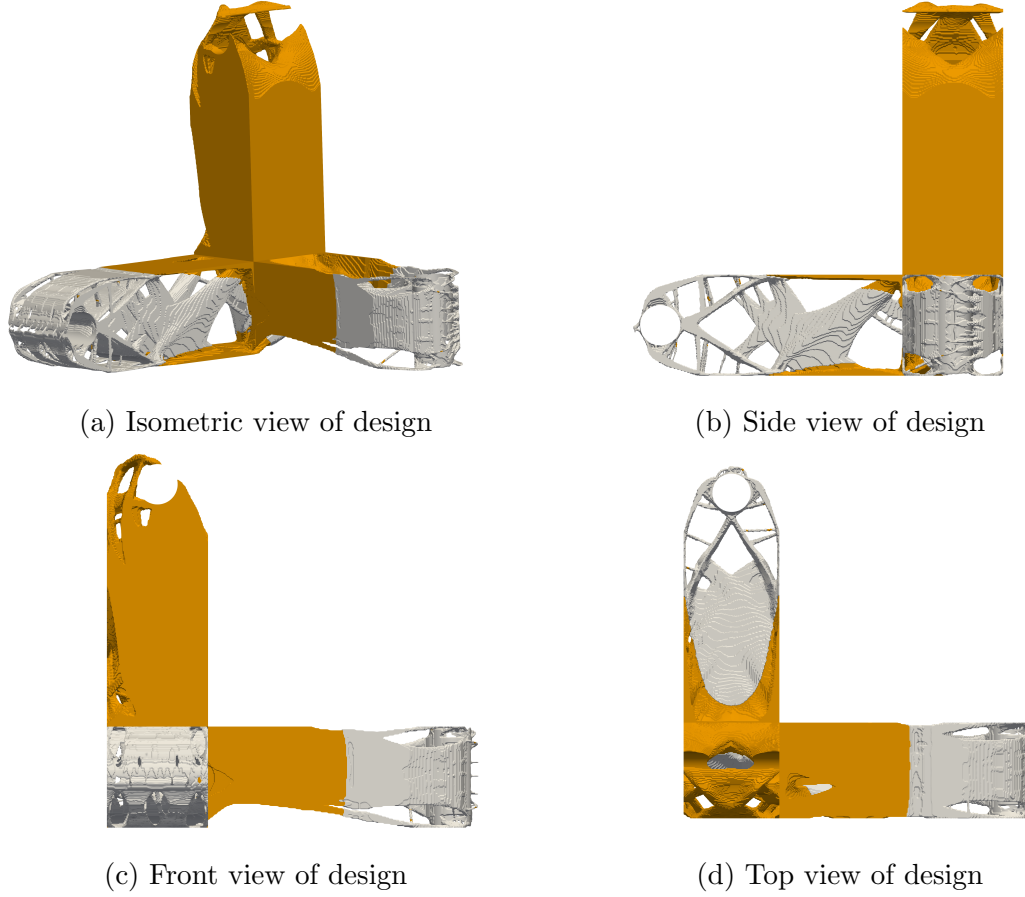 (a) Isometric view of design
(b) Side view of design
(c) Front view of design
(d) Top view of design